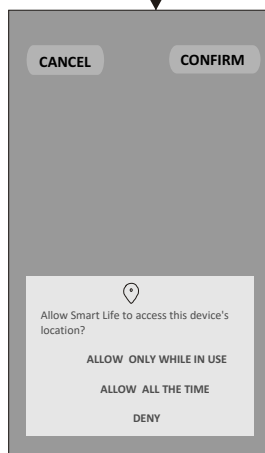 CANCEL
CONFIRM
Allow Smart Life to access this device's
location?
ALLOW ONLY WHILE IN USE
ALLOW ALL THE TIME
DENY